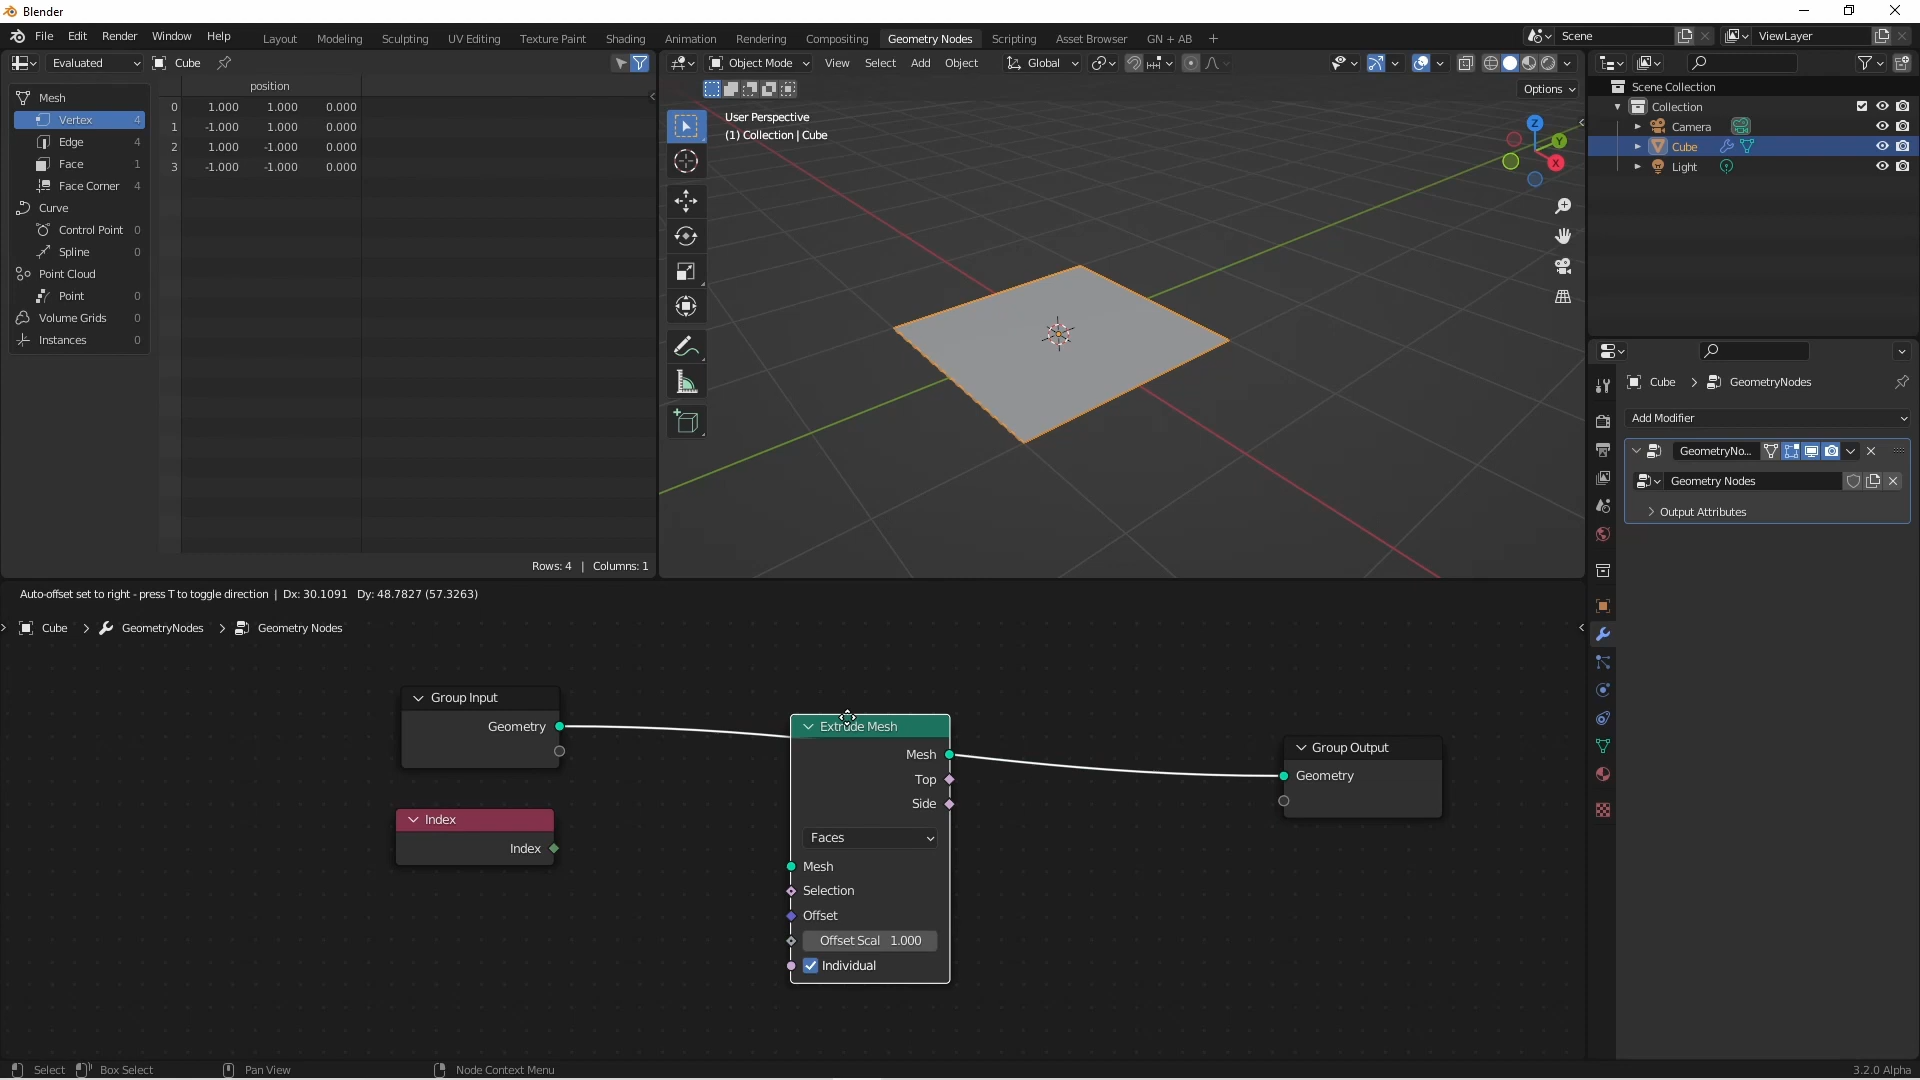 Blender
File Edit Render Window Help
Layout Modeling Sculpting UV Editing Texture Paint Shading Animation Rendering Compositing Geometry Nodes Scripting Asset Browser GN + AB +
Scene
ViewLayer
Evaluated
Cube
Object Mode
View Select Add Object
Global
Options
Mesh
Vertex 4
Edge 4
Face 1
Face Corner 4
Curve
Control Point 0
Spline 0
Point Cloud
Point 0
Volume Grids 0
Instances 0
position
0 1.000 1.000 0.000
1 -1.000 1.000 0.000
2 1.000 -1.000 0.000
3 -1.000 -1.000 0.000
Rows: 4 | Columns: 1
User Perspective
(1) Collection | Cube
Z
Y
X
Scene Collection
Collection
Camera
Cube
Light
Cube > GeometryNodes
Add Modifier
GeometryNo...
Geometry Nodes
Output Attributes
Auto-offset set to right - press T to toggle direction | Dx: 30.1091 Dy: 48.7827 (57.3263)
Cube > GeometryNodes > Geometry Nodes
Group Input
Geometry
Index
Index
Extrude Mesh
Mesh
Top
Side
Faces
Mesh
Selection
Offset
Offset Scal 1.000
Individual
Group Output
Geometry
Select Box Select Pan View Node Context Menu
3.2.0 Alpha